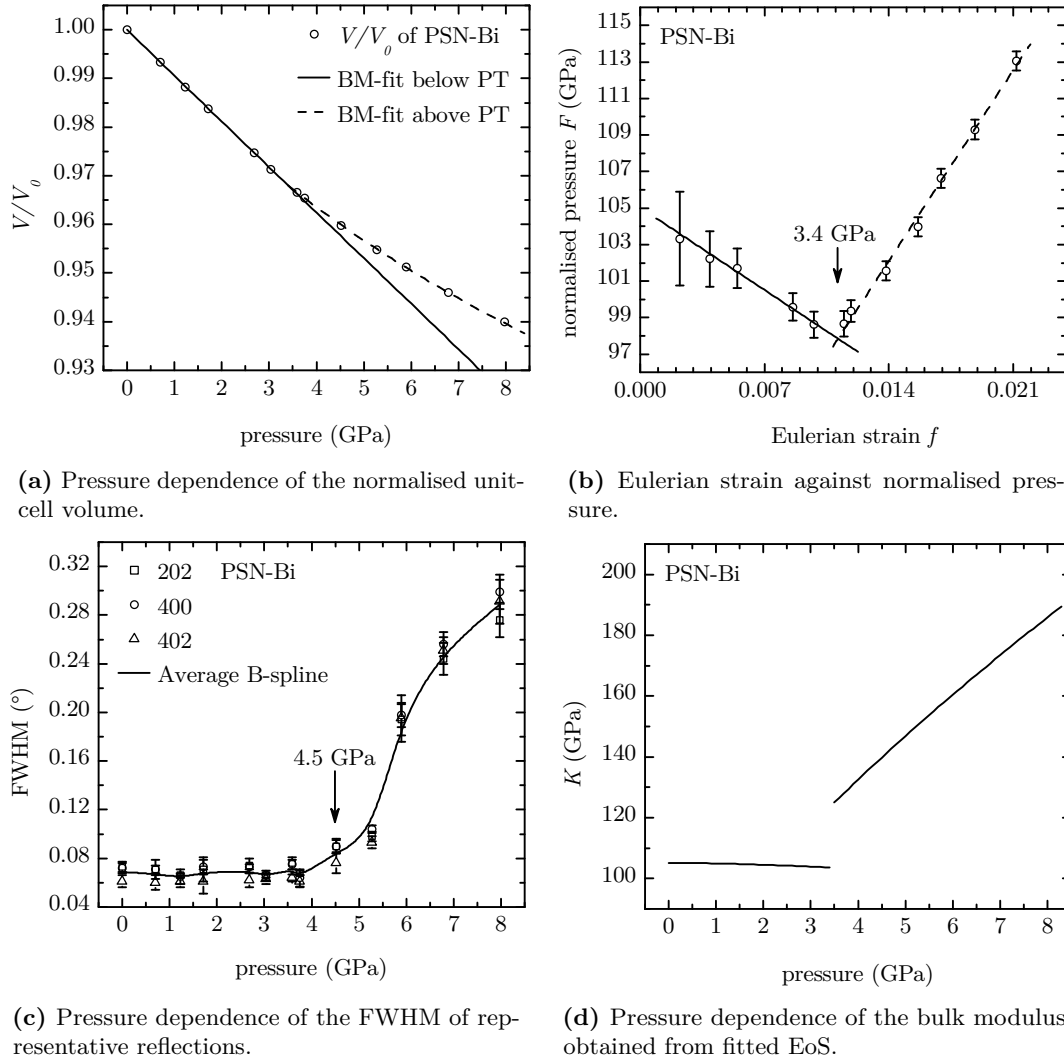 1.00
0.99
0.98
0.97
0.96
0.95
0.94
0.93
V/V0
V/V0 of PSN-Bi
BM-fit below PT
BM-fit above PT
0 1 2 3 4 5 6 7 8
pressure (GPa)
(a) Pressure dependence of the normalised unit-
cell volume.
115
113
111
109
107
105
103
101
99
97
normalised pressure F (GPa)
PSN-Bi
3.4 GPa
0.000 0.007 0.014 0.021
Eulerian strain f
(b) Eulerian strain against normalised pres-
sure.
0.32
0.28
0.24
0.20
0.16
0.12
0.08
0.04
FWHM (°)
202 PSN-Bi
400
402
Average B-spline
4.5 GPa
0 1 2 3 4 5 6 7 8
pressure (GPa)
(c) Pressure dependence of the FWHM of rep-
resentative reflections.
200
180
160
140
120
100
K (GPa)
PSN-Bi
0 1 2 3 4 5 6 7 8
pressure (GPa)
(d) Pressure dependence of the bulk modulus
obtained from fitted EoS.